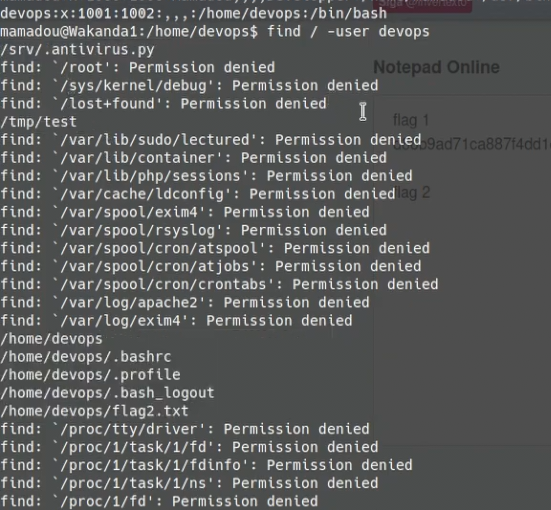 devops:x:1001:1002:,,,:/home/devops:/bin/bash
mamadou@Wakanda1:/home/devops$ find / -user devops
/srv/.antivirus.py
find: `/root': Permission denied
find: `/sys/kernel/debug': Permission denied
find: `/lost+found': Permission denied
/tmp/test
find: `/var/lib/sudo/lectured': Permission denied
find: `/var/lib/container': Permission denied
find: `/var/lib/php/sessions': Permission denied
find: `/var/cache/ldconfig': Permission denied
find: `/var/spool/exim4': Permission denied
find: `/var/spool/rsyslog': Permission denied
find: `/var/spool/cron/atspool': Permission denied
find: `/var/spool/cron/atjobs': Permission denied
find: `/var/spool/cron/crontabs': Permission denied
find: `/var/log/apache2': Permission denied
find: `/var/log/exim4': Permission denied
/home/devops
/home/devops/.bashrc
/home/devops/.profile
/home/devops/.bash_logout
/home/devops/flag2.txt
find: `/proc/tty/driver': Permission denied
find: `/proc/1/task/1/fd': Permission denied
find: `/proc/1/task/1/fdinfo': Permission denied
find: `/proc/1/task/1/ns': Permission denied
find: `/proc/1/fd': Permission denied
Notepad Online
flag 1
flag 2